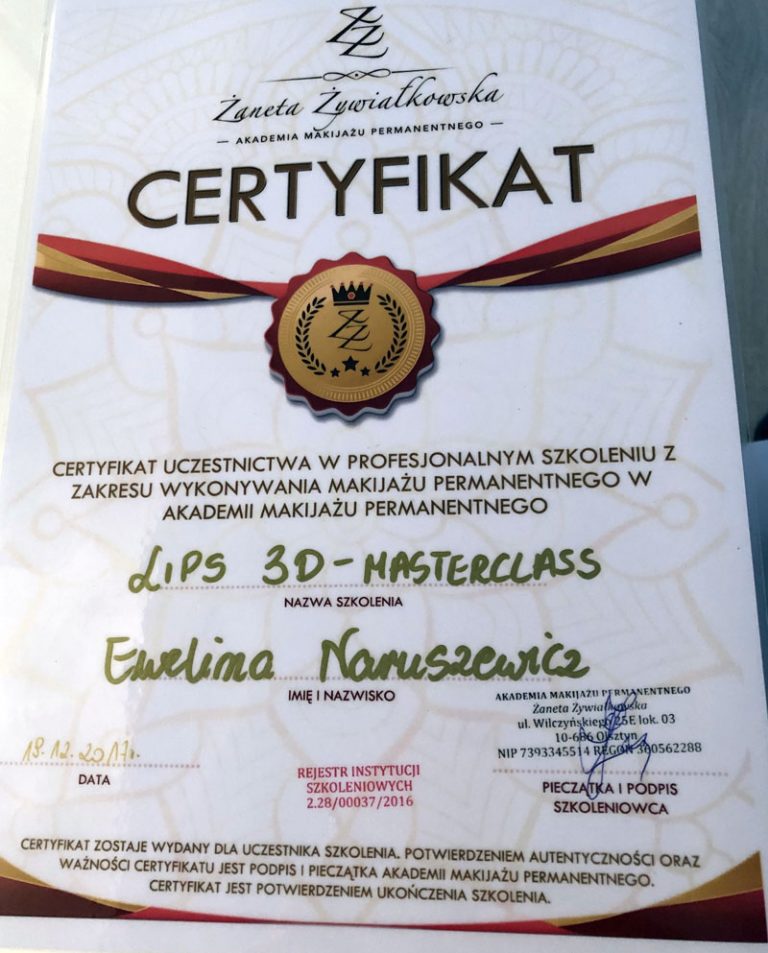 ŻŻ
Żaneta Żywiałkowska
— AKADEMIA MAKIJAŻU PERMANENTNEGO —
CERTYFIKAT
ŻŻ
CERTYFIKAT UCZESTNICTWA W PROFESJONALNYM SZKOLENIU Z
ZAKRESU WYKONYWANIA MAKIJAŻU PERMANENTNEGO W
AKADEMII MAKIJAŻU PERMANENTNEGO
LIPS 3D - MASTERCLASS
NAZWA SZKOLENIA
Ewelina Naruszewicz
IMIĘ I NAZWISKO
AKADEMIA MAKIJAŻU PERMANENTNEGO
Żaneta Żywiałkowska
ul. Wilczyńskiego 25E lok. 03
10-686 Olsztyn
NIP 7393345514 REGON 360562288
19.12.2017r.
DATA
REJESTR INSTYTUCJI
SZKOLENIOWYCH
2.28/00037/2016
PIECZĄTKA I PODPIS
SZKOLENIOWCA
CERTYFIKAT ZOSTAJE WYDANY DLA UCZESTNIKA SZKOLENIA. POTWIERDZENIEM AUTENTYCZNOŚCI ORAZ
WAŻNOŚCI CERTYFIKATU JEST PODPIS I PIECZĄTKA AKADEMII MAKIJAŻU PERMANENTNEGO.
CERTYFIKAT JEST POTWIERDZENIEM UKOŃCZENIA SZKOLENIA.